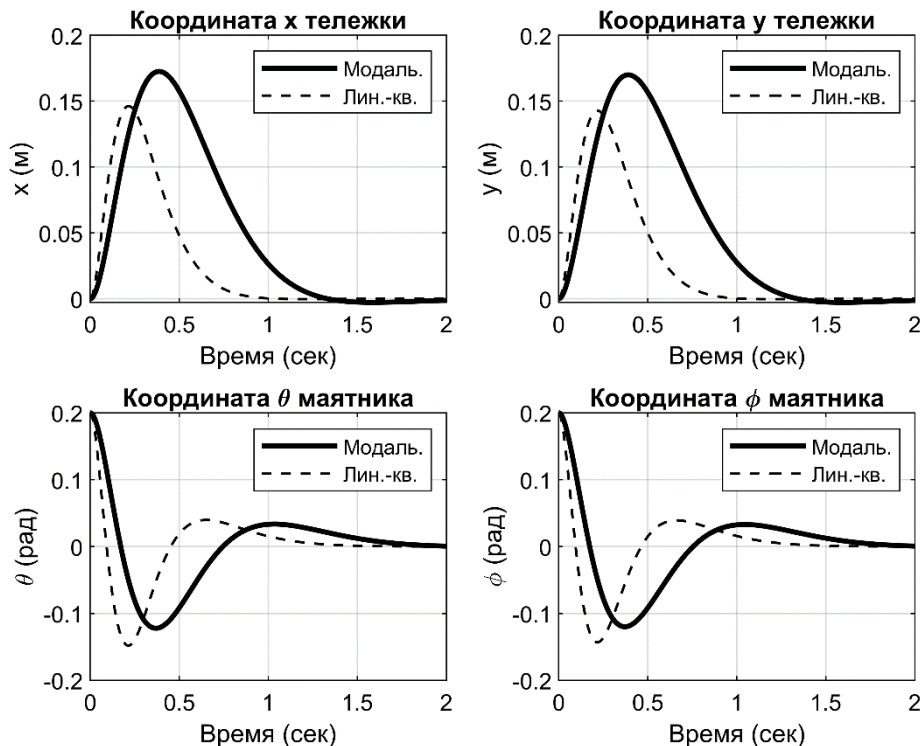 Координата x тележки
0.2
0.15
0.1
0.05
0
x (м)
Модаль.
Лин.-кв.
0 0.5 1 1.5 2
Время (сек)
Координата y тележки
0.2
0.15
0.1
0.05
0
y (м)
Модаль.
Лин.-кв.
0 0.5 1 1.5 2
Время (сек)
Координата θ маятника
0.2
0.1
0
-0.1
-0.2
θ (рад)
Модаль.
Лин.-кв.
0 0.5 1 1.5 2
Время (сек)
Координата ϕ маятника
0.2
0.1
0
-0.1
-0.2
ϕ (рад)
Модаль.
Лин.-кв.
0 0.5 1 1.5 2
Время (сек)